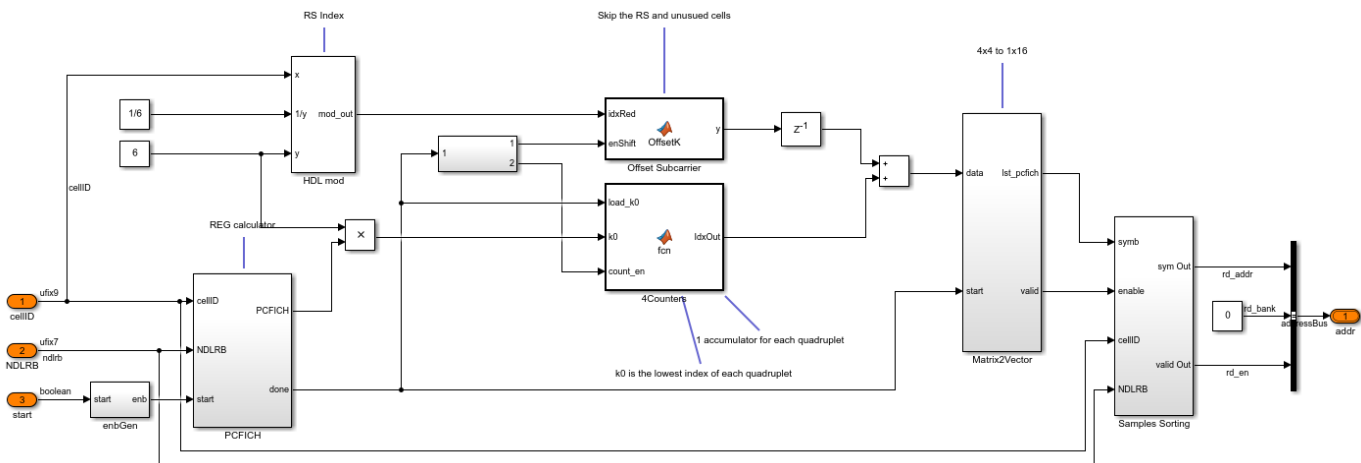 RS Index
Skip the RS and unusued cells
4x4 to 1x16
x
1/y
mod_out
y
HDL mod
1/6
6
cellID
idxRed
enShift
OffsetK
y
Offset Subcarrier
Z-1
1
1
2
+
+
load_k0
k0
count_en
fcn
IdxOut
4Counters
data
start
lst_pcfich
valid
Matrix2Vector
REG calculator
×
cellID
NDLRB
start
PCFICH
done
PCFICH
1
ufix9
cellID
2
ufix7
ndlrb
NDLRB
3
boolean
start
start
enb
enbGen
1 accumulator for each quadruplet
k0 is the lowest index of each quadruplet
symb
enable
cellID
NDLRB
sym Out
valid Out
Samples Sorting
rd_addr
0
rd_bank
rd_en
addressBus
1
addr